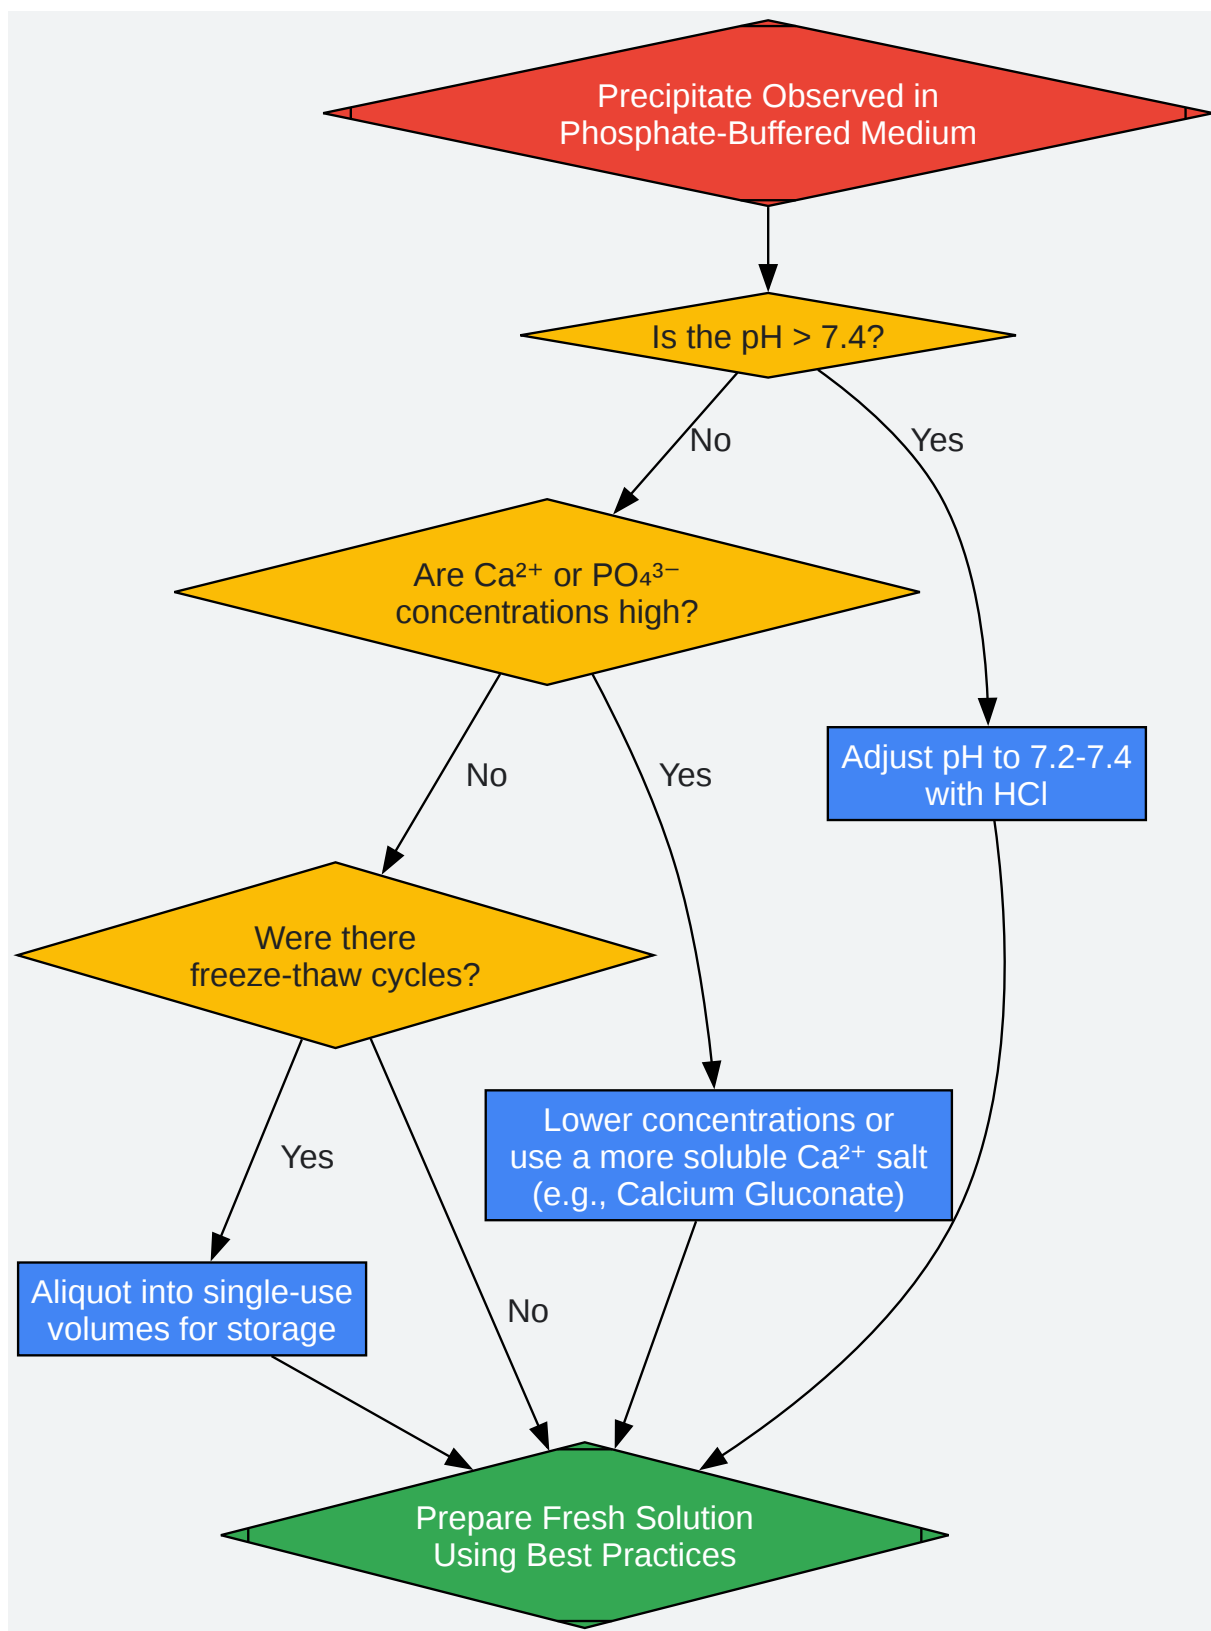 Precipitate Observed in
Phosphate-Buffered Medium
Is the pH > 7.4?
No
Yes
Are Ca²⁺ or PO₄³⁻
concentrations high?
Adjust pH to 7.2-7.4
with HCl
No
Yes
Were there
freeze-thaw cycles?
Lower concentrations or
use a more soluble Ca²⁺ salt
(e.g., Calcium Gluconate)
Yes
Aliquot into single-use
volumes for storage
No
Prepare Fresh Solution
Using Best Practices